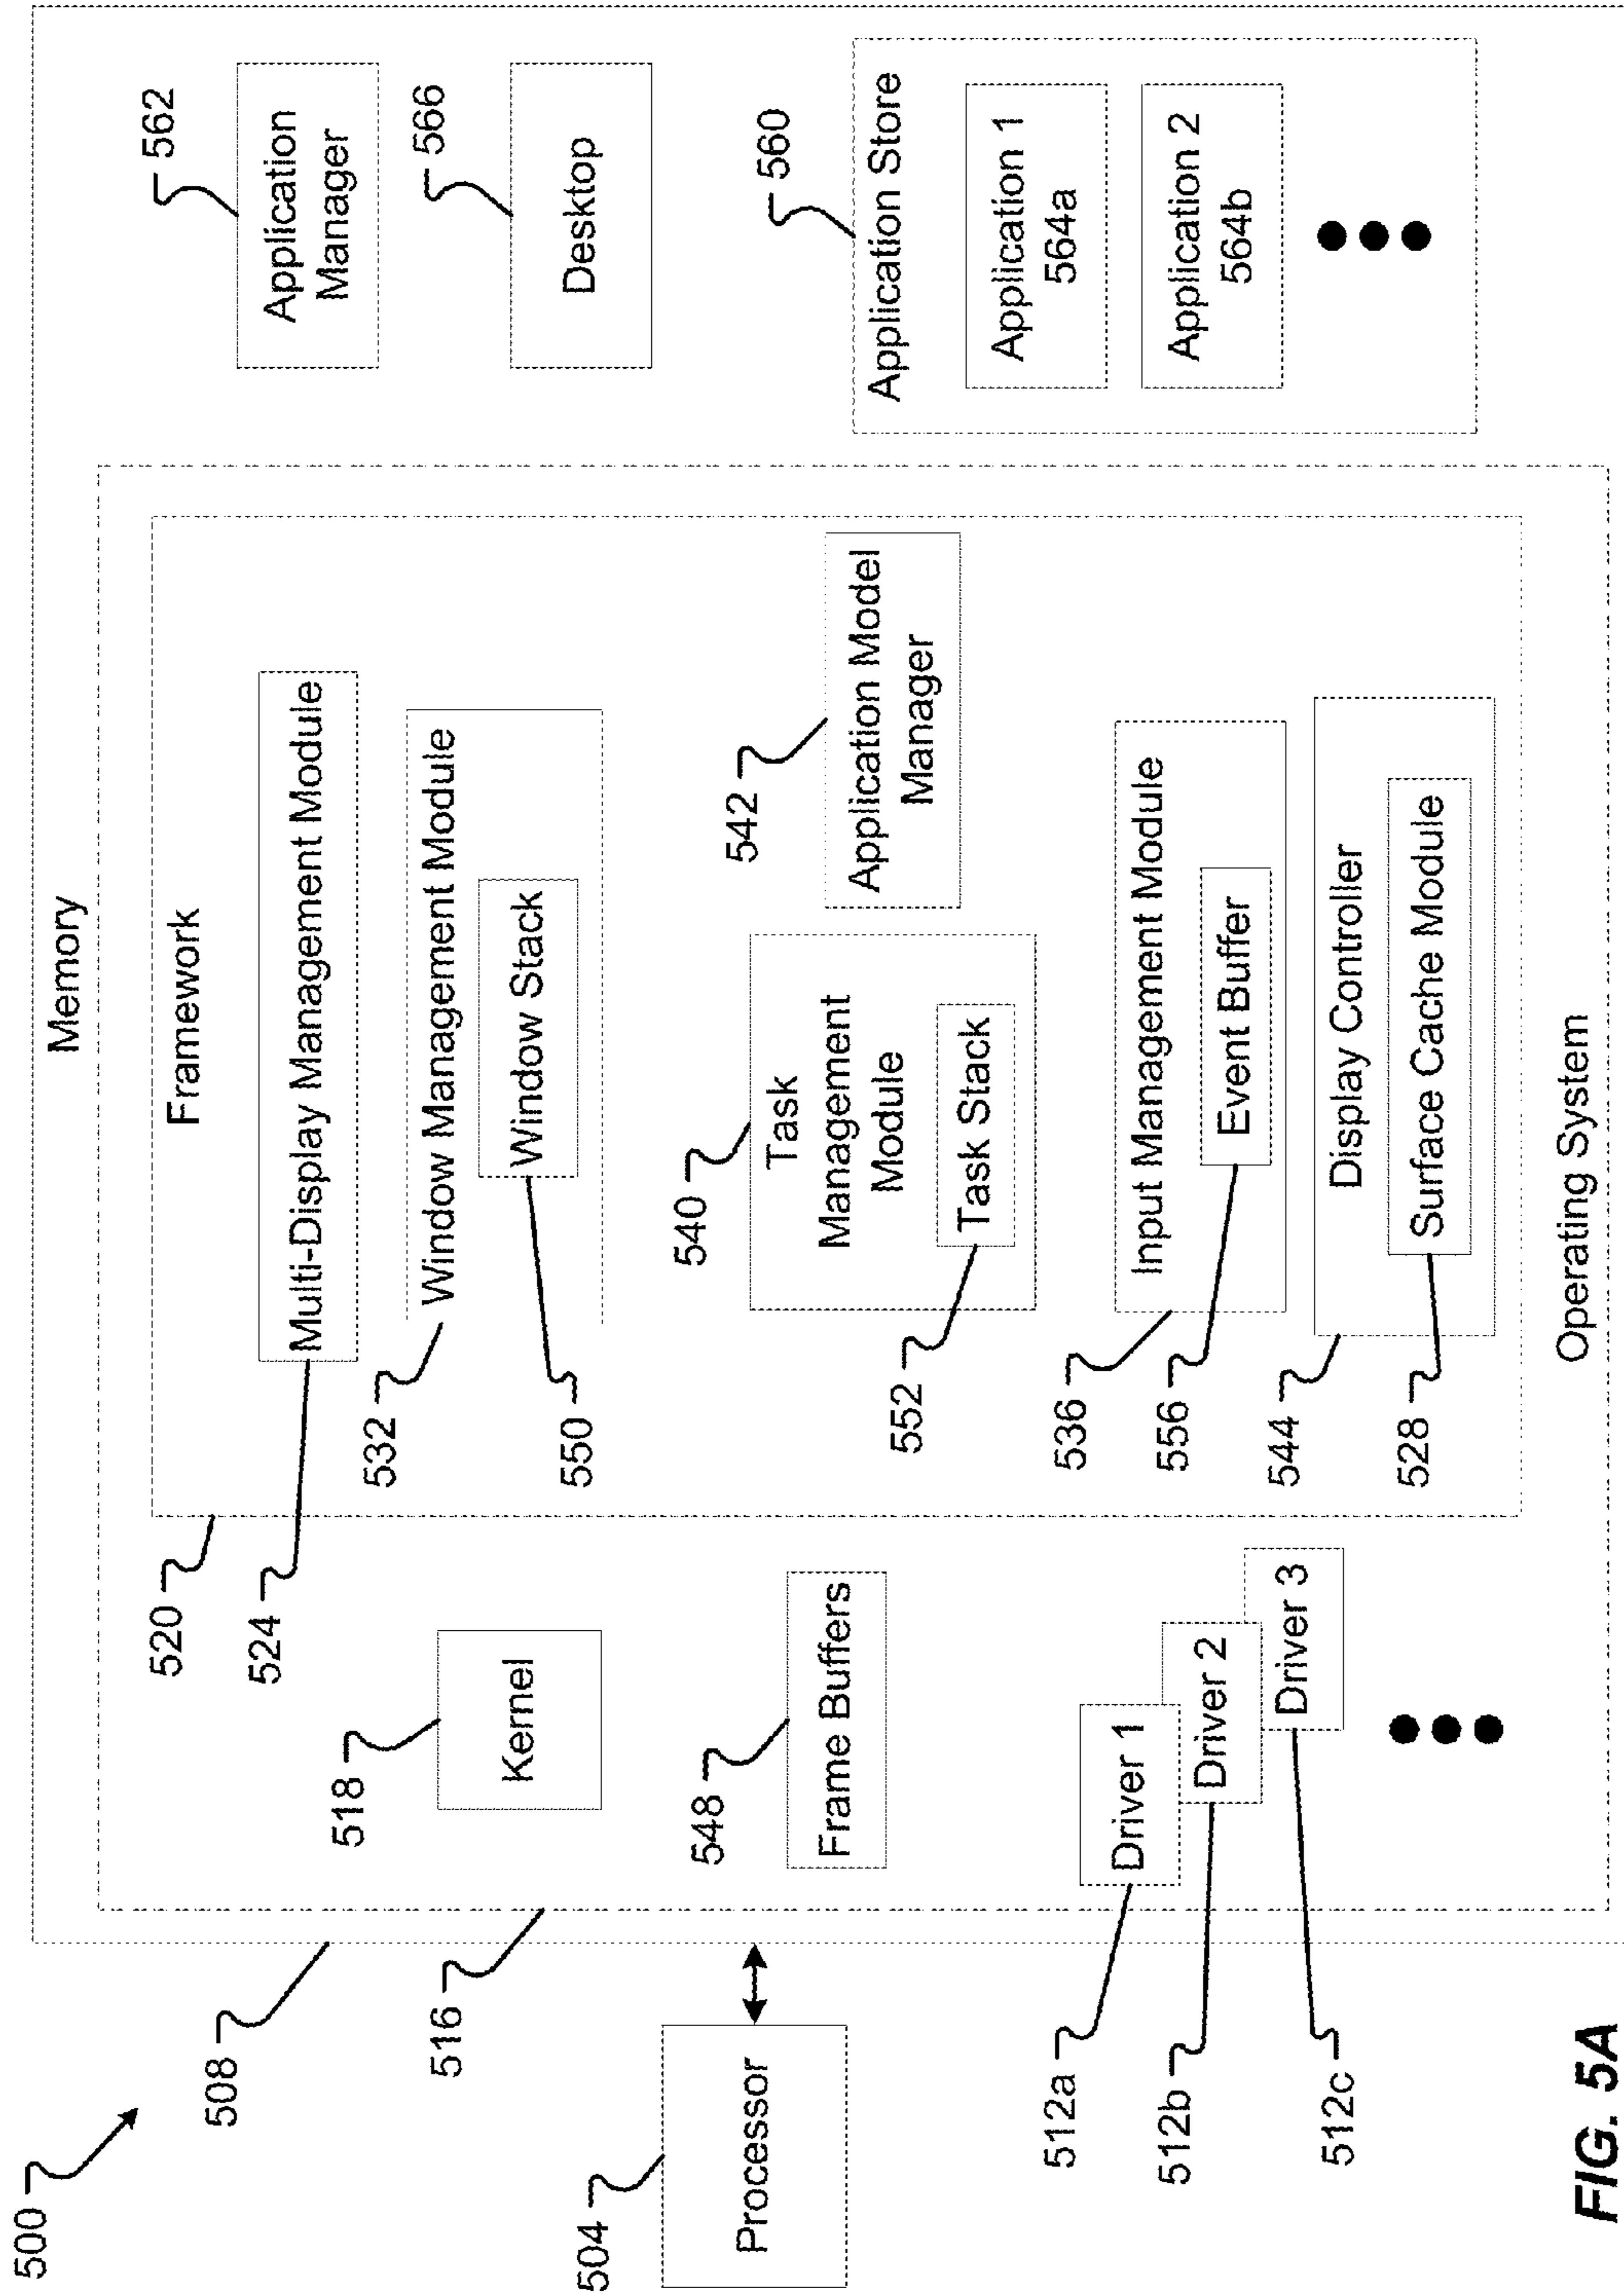 500
508
Memory
516
520
Framework
524
Multi-Display Management Module
518
Kernel
532
Window Management Module
550
Window Stack
562
Application
Manager
566
Desktop
504
Processor
548
Frame Buffers
540
Task
Management
Module
552
Task Stack
542
Application Model
Manager
560
Application Store
Application 1
564a
Application 2
564b
512a
Driver 1
512b
Driver 2
512c
Driver 3
536
Input Management Module
556
Event Buffer
544
Display Controller
528
Surface Cache Module
Operating System
FIG. 5A